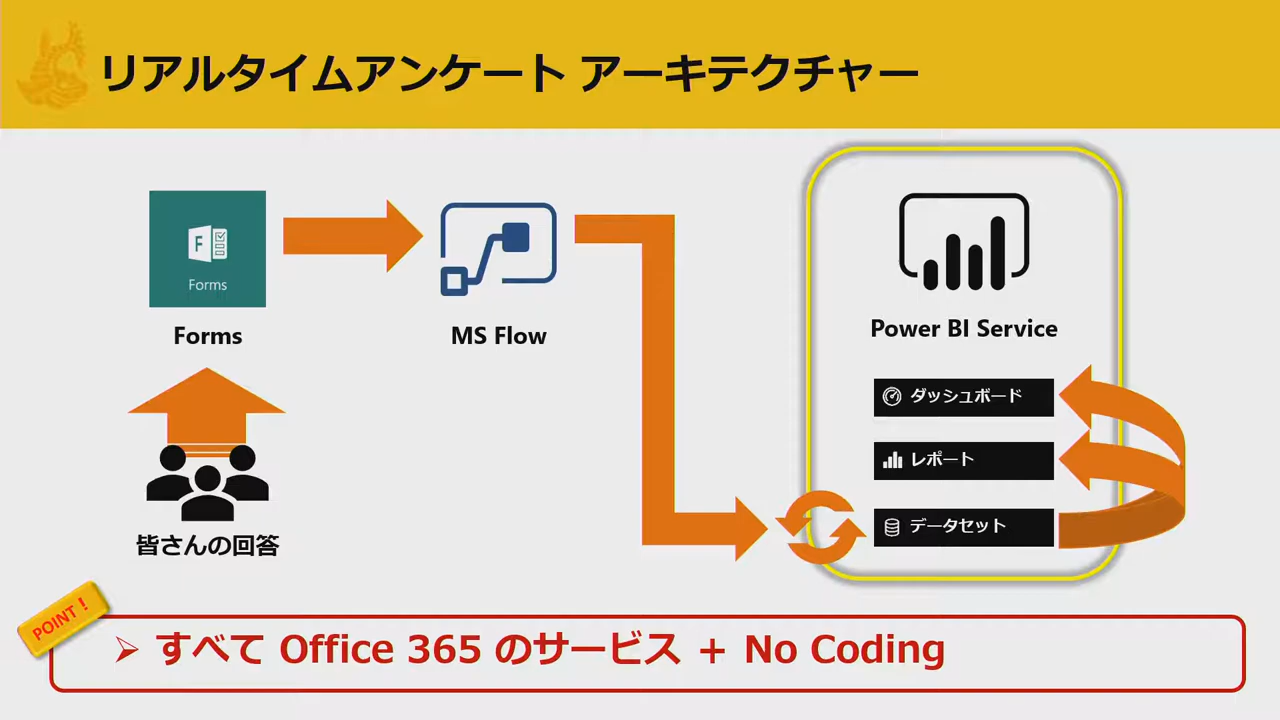 リアルタイムアンケート アーキテクチャー
F
Forms
Forms
MS Flow
Power BI Service
ダッシュボード
レポート
データセット
皆さんの回答
POINT！
➢ すべて Office 365 のサービス + No Coding